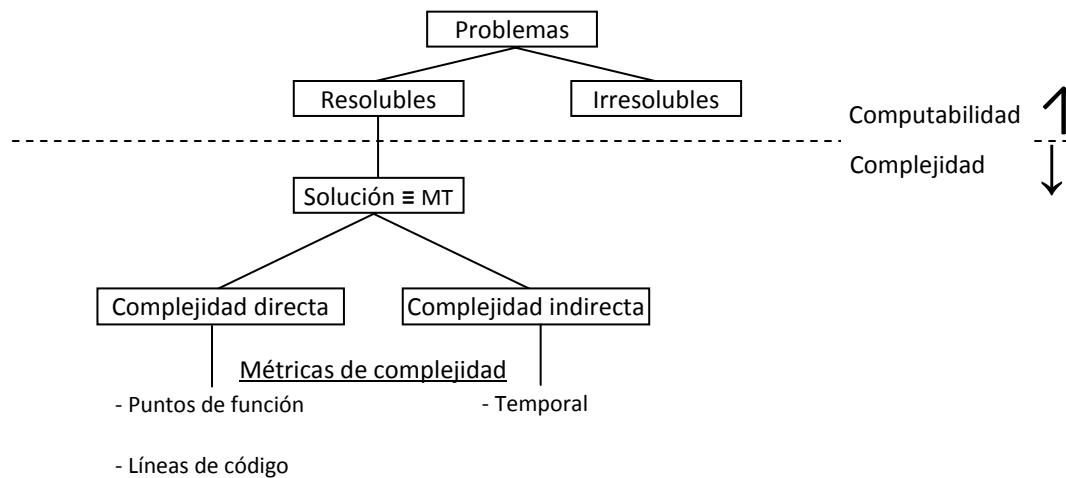 Problemas
Resolubles
Irresolubles
Computabilidad
Complejidad
Solución ≡ MT
Complejidad directa
Complejidad indirecta
Métricas de complejidad
- Puntos de función
- Temporal
- Líneas de código